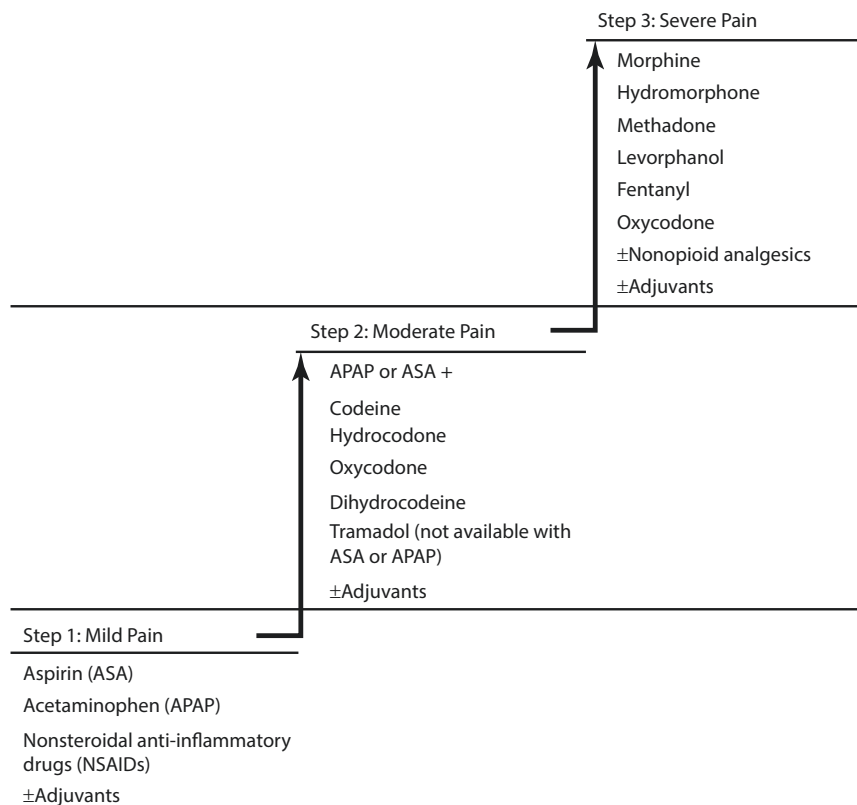 Step 3: Severe Pain
Morphine
Hydromorphone
Methadone
Levorphanol
Fentanyl
Oxycodone
±Nonopioid analgesics
±Adjuvants
Step 2: Moderate Pain
APAP or ASA +
Codeine
Hydrocodone
Oxycodone
Dihydrocodeine
Tramadol (not available with
ASA or APAP)
±Adjuvants
Step 1: Mild Pain
Aspirin (ASA)
Acetaminophen (APAP)
Nonsteroidal anti-inflammatory
drugs (NSAIDs)
±Adjuvants